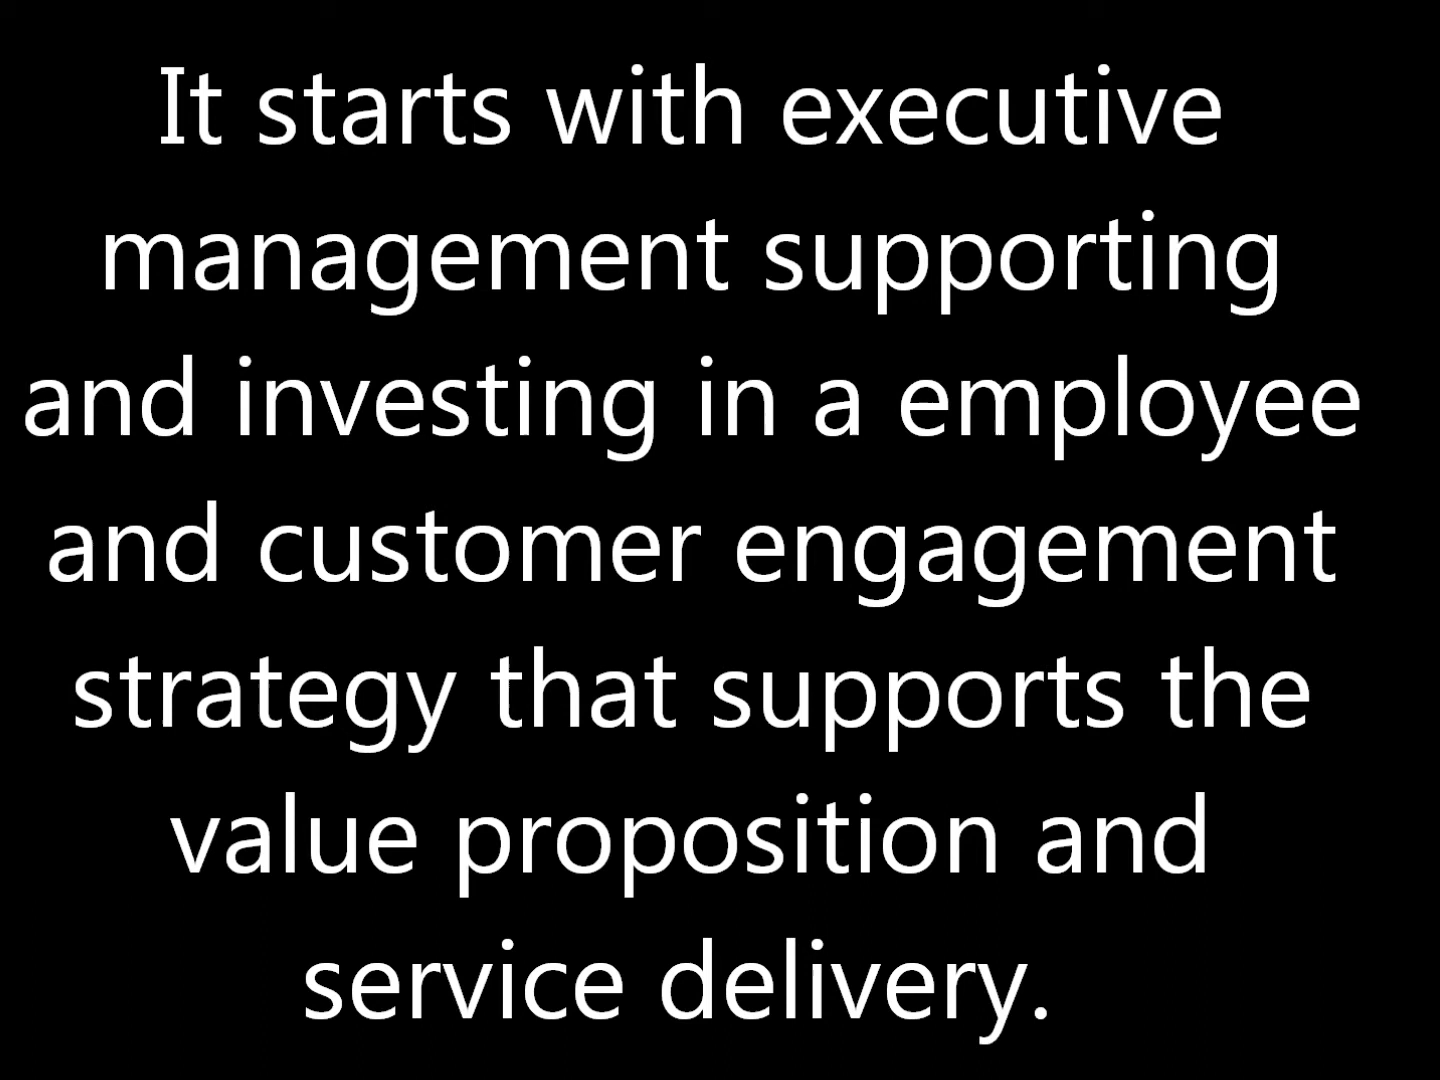 It starts with executive
management supporting
and investing in a employee
and customer engagement
strategy that supports the
value proposition and
service delivery.